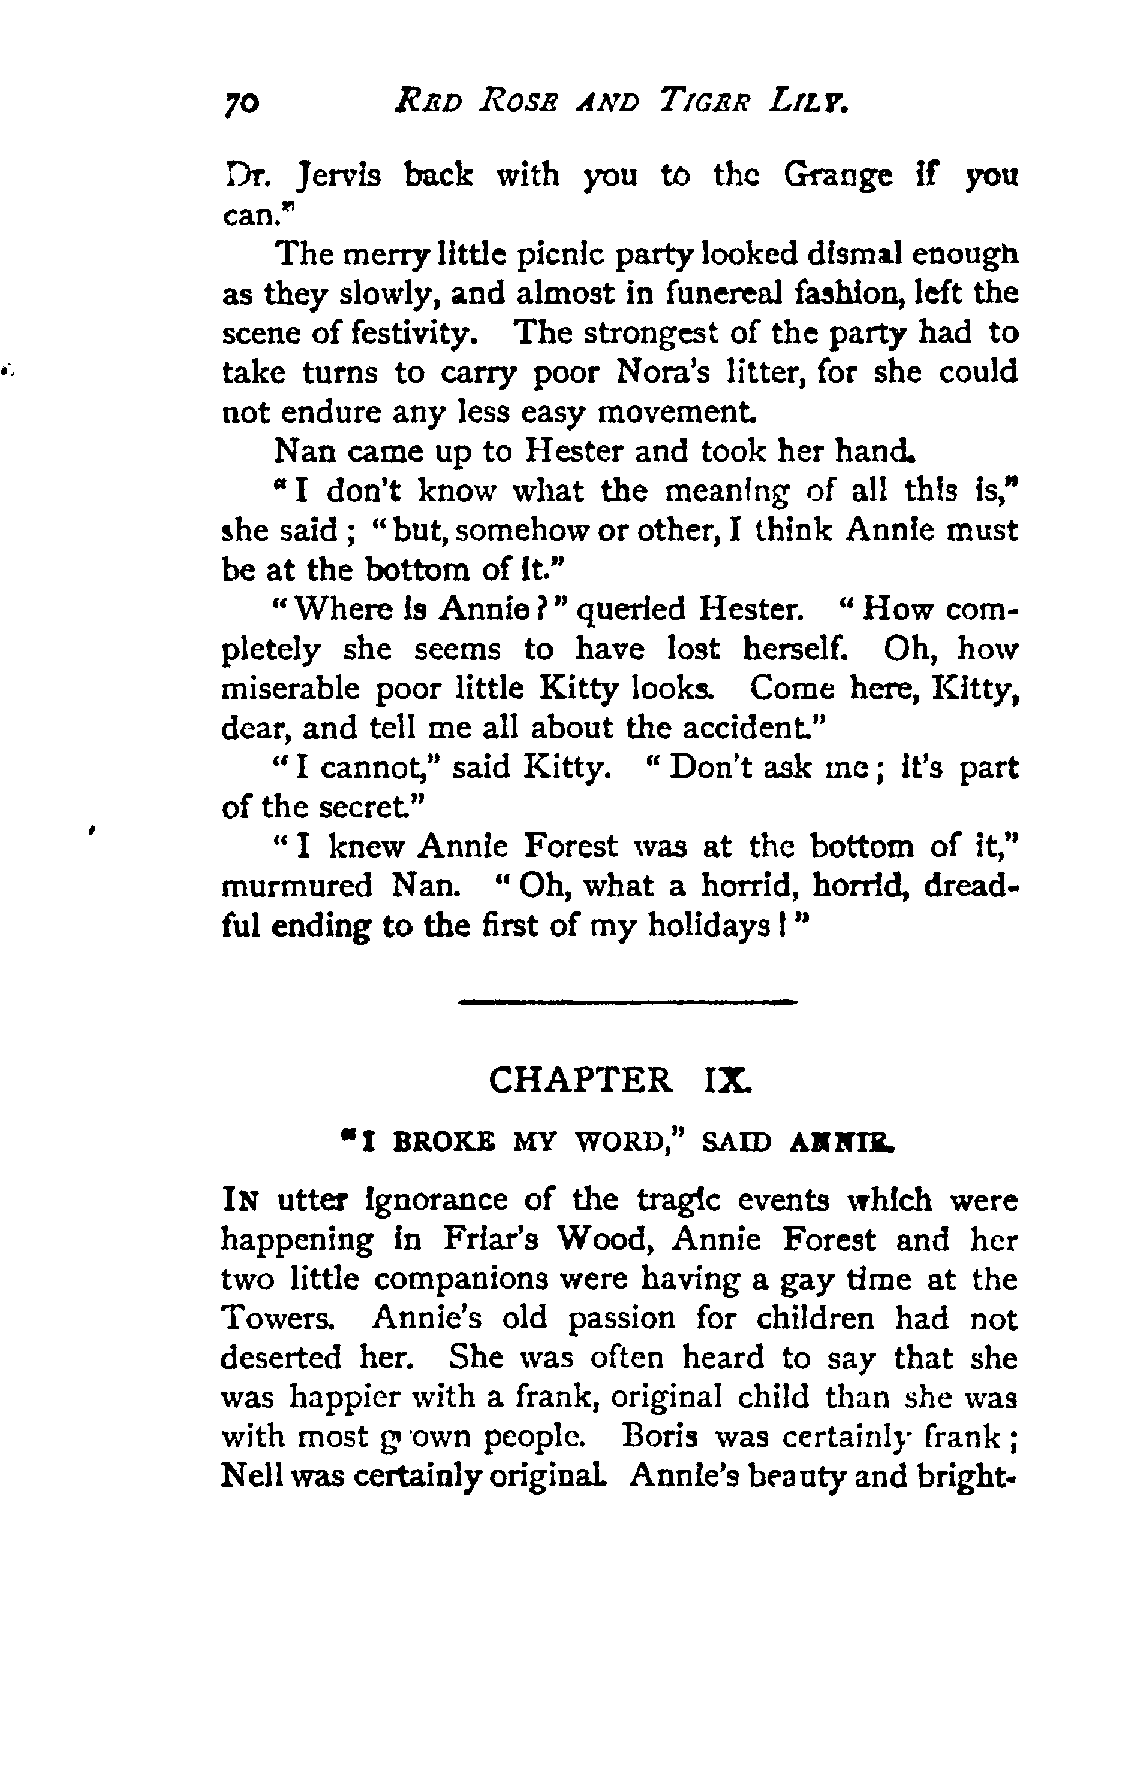 70 RED ROSE AND TIGER LILY.
Dr. Jervis back with you to the Grange if you
can."
The merry little picnic party looked dismal enough
as they slowly, and almost in funereal fashion, left the
scene of festivity. The strongest of the party had to
take turns to carry poor Nora's litter, for she could
not endure any less easy movement.
Nan came up to Hester and took her hand.
"I don't know what the meaning of all this is,"
she said; "but, somehow or other, I think Annie must
be at the bottom of it."
"Where is Annie?" queried Hester. "How com-
pletely she seems to have lost herself. Oh, how
miserable poor little Kitty looks. Come here, Kitty,
dear, and tell me all about the accident."
"I cannot," said Kitty. "Don't ask me; it's part
of the secret."
"I knew Annie Forest was at the bottom of it,"
murmured Nan. "Oh, what a horrid, horrid, dread-
ful ending to the first of my holidays!"
CHAPTER IX.
"I BROKE MY WORD," SAID ANNIE.
IN utter ignorance of the tragic events which were
happening in Friar's Wood, Annie Forest and her
two little companions were having a gay time at the
Towers. Annie's old passion for children had not
deserted her. She was often heard to say that she
was happier with a frank, original child than she was
with most grown people. Boris was certainly frank;
Nell was certainly original. Annie's beauty and bright-